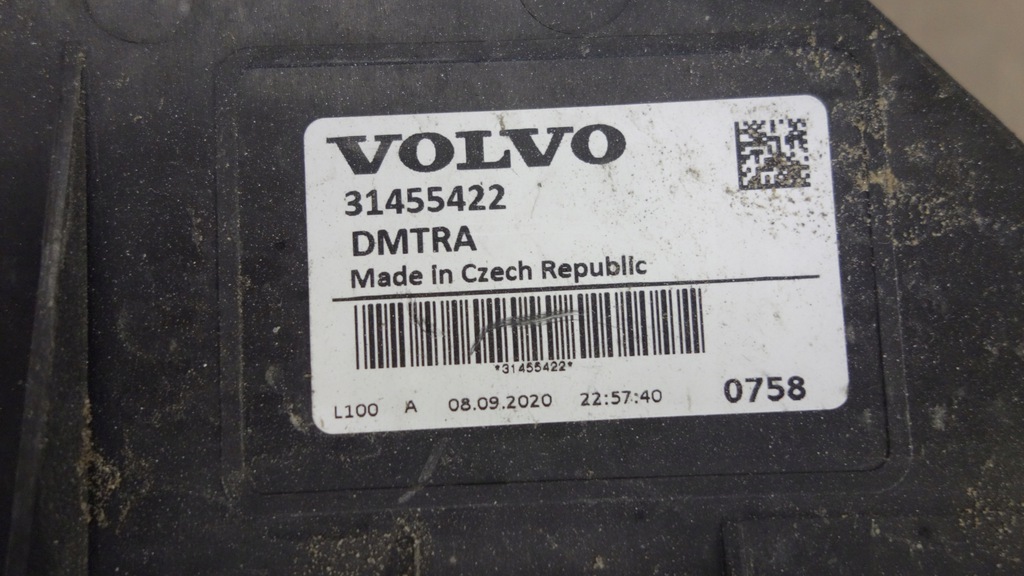 VOLVO
31455422
DMTRA
Made in Czech Republic
*31455422*
L100 A 08.09.2020 22:57:40 0758